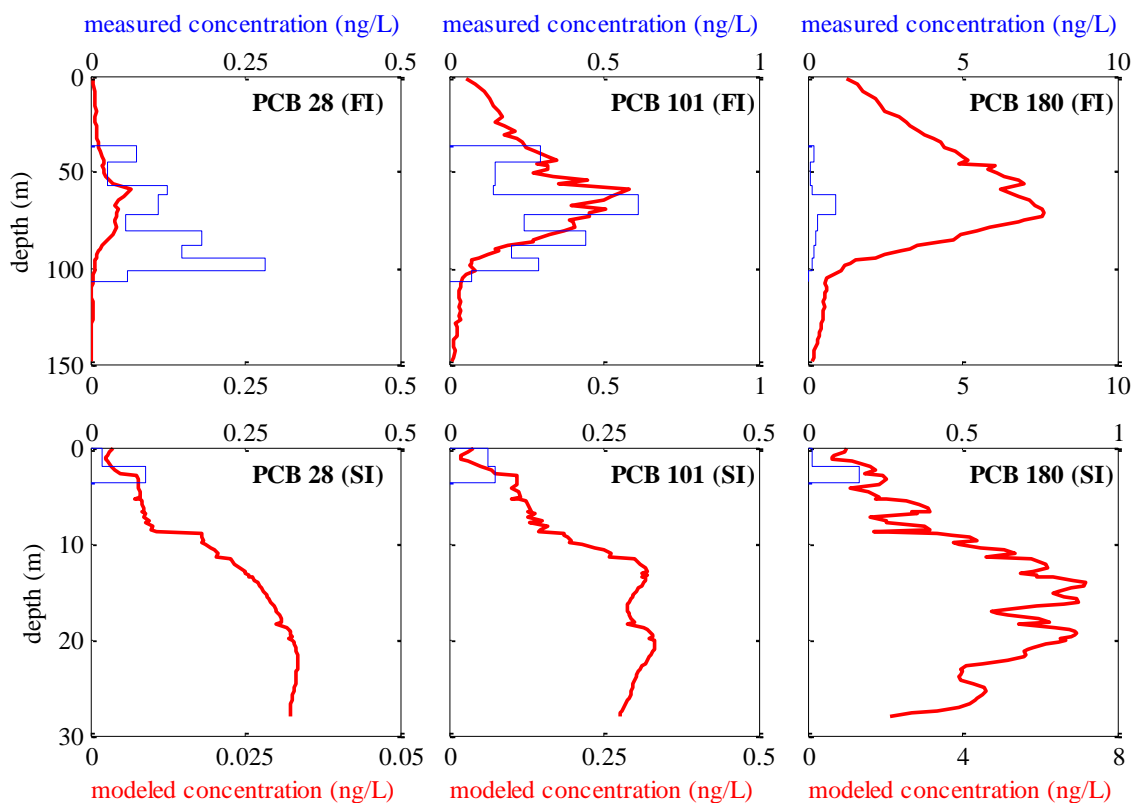 measured concentration (ng/L) measured concentration (ng/L) measured concentration (ng/L)
0 0.25 0.5 0 0.5 1 0 5 10
PCB 28 (FI) PCB 101 (FI) PCB 180 (FI)
0
50
100
150
depth (m)
0 0.25 0.5 0 0.5 1 0 5 10
0 0.25 0.5 0 0.5 1 0 0.5 1
PCB 28 (SI) PCB 101 (SI) PCB 180 (SI)
0
10
20
30
depth (m)
0 0.025 0.05 0 0.25 0.5 0 4 8
modeled concentration (ng/L) modeled concentration (ng/L) modeled concentration (ng/L)